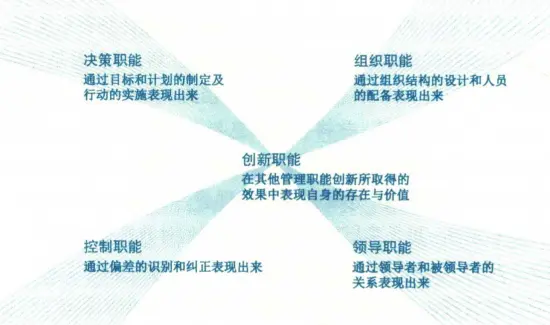 决策职能
通过目标和计划的制定及
行动的实施表现出来
组织职能
通过组织结构的设计和人员
的配备表现出来
创新职能
在其他管理职能创新所取得的
效果中表现自身的存在与价值
控制职能
通过偏差的识别和纠正表现出来
领导职能
通过领导者和被领导者的
关系表现出来